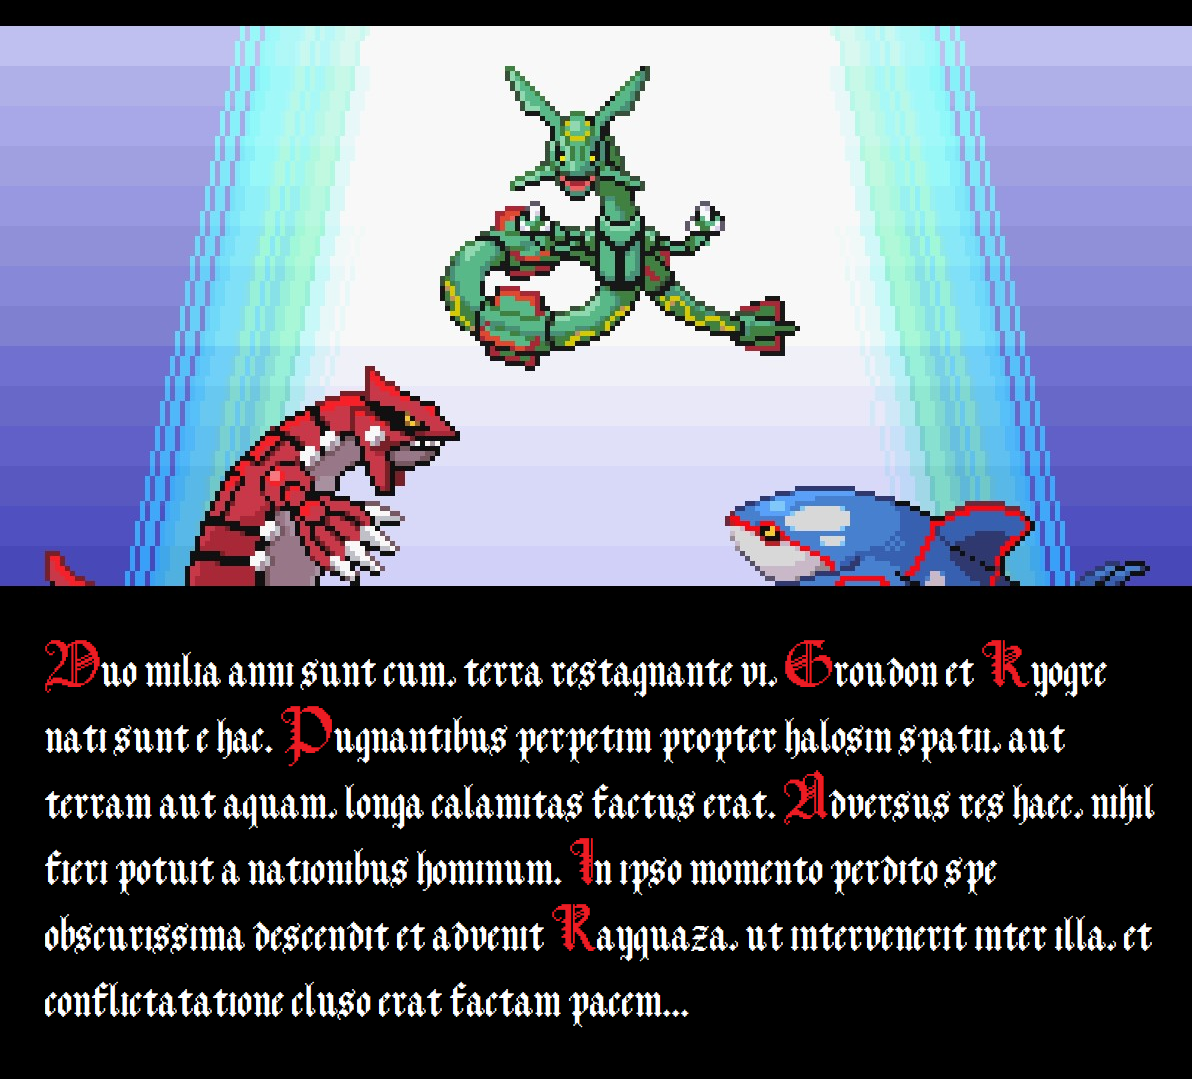 Duo milia anni sunt cum, terra restagnante vi, Groudon et Kyogre
nati sunt e hac. Pugnantibus perpetim propter halosin spatii, aut
terram aut aquam, longa calamitas factus erat. Adversus res haec, nihil
fieri potuit a nationibus hominum. In ipso momento perdito spe
obscurissima descendit et advenit Rayquaza, ut intervenerit inter illa, et
conflictatatione cluso erat factam pacem...